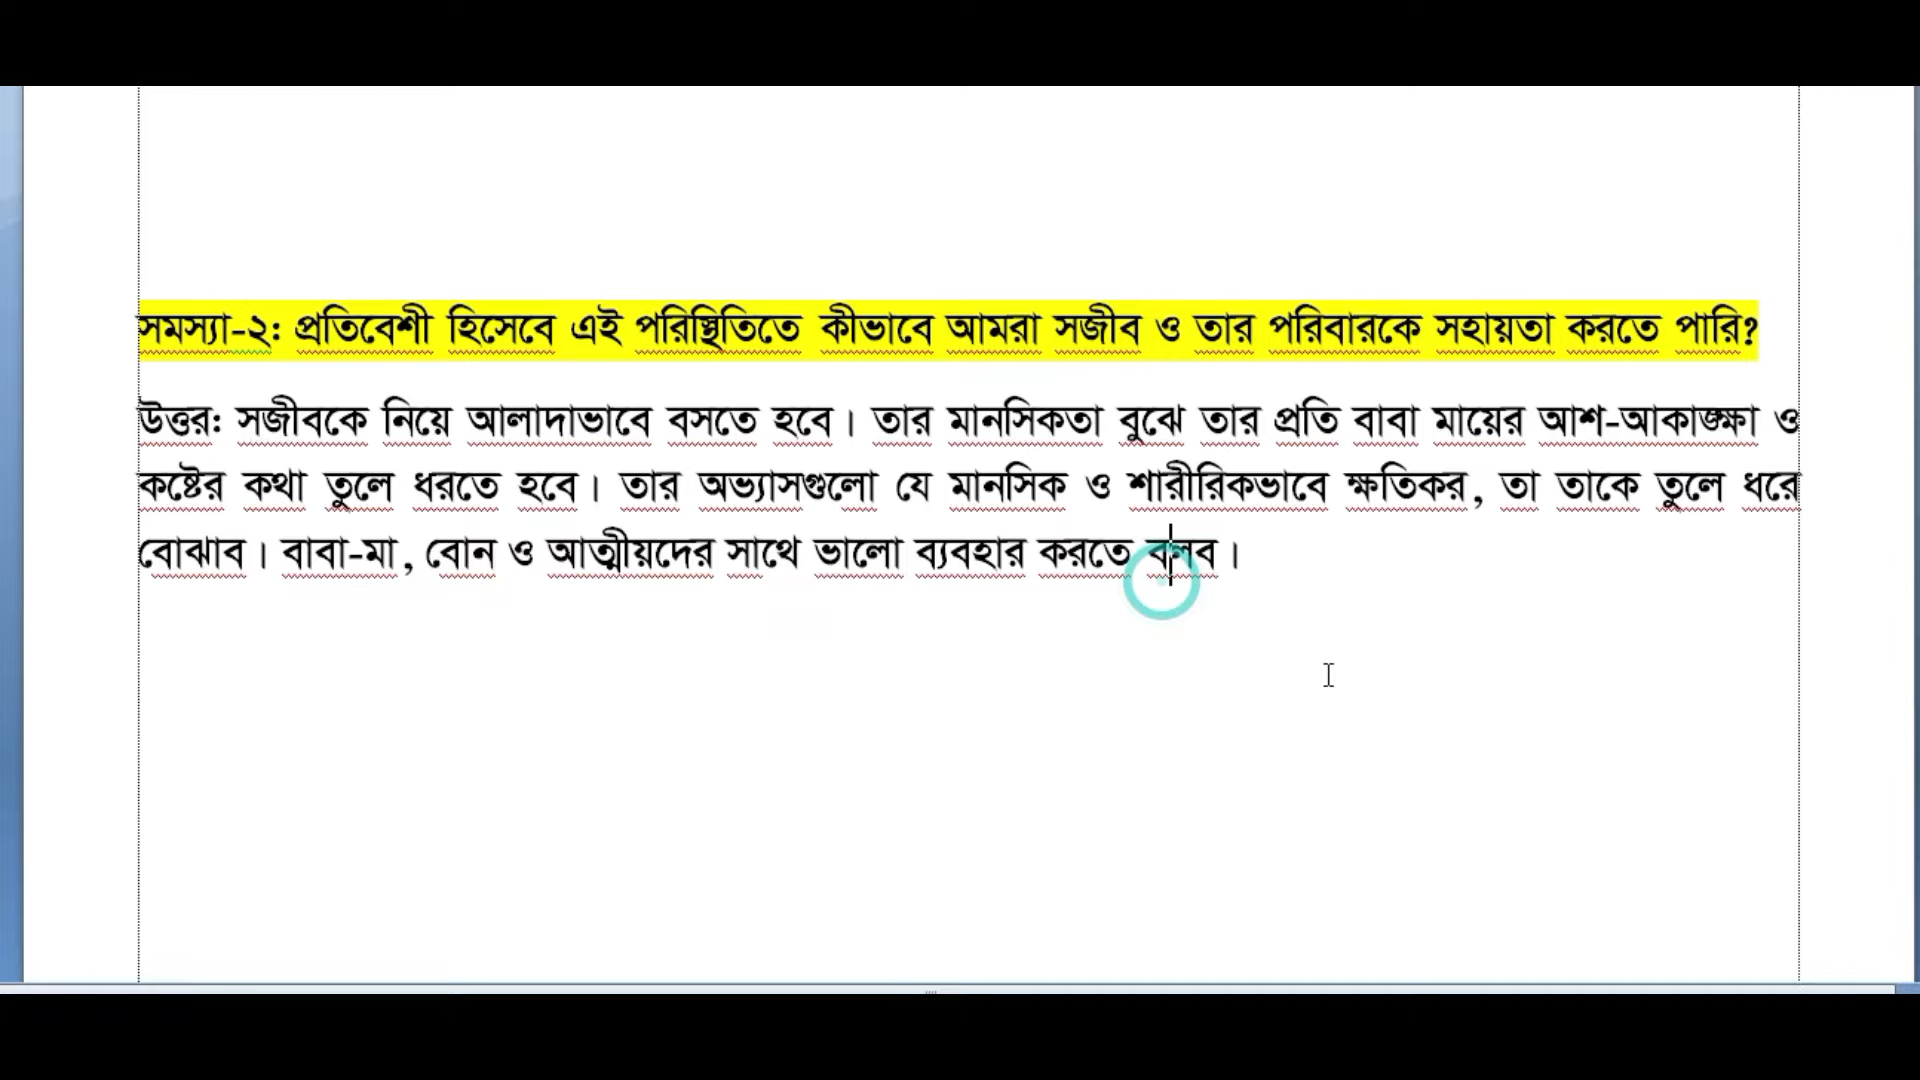 সমস্যা-২: প্রতিবেশী হিসেবে এই পরিস্থিতিতে কীভাবে আমরা সজীব ও তার পরিবারকে সহায়তা করতে পারি?
উত্তর: সজীবকে নিয়ে আলাদাভাবে বসতে হবে। তার মানসিকতা বুঝে তার প্রতি বাবা মায়ের আশ-আকাঙ্ক্ষা ও
কষ্টের কথা তুলে ধরতে হবে। তার অভ্যাসগুলো যে মানসিক ও শারীরিকভাবে ক্ষতিকর, তা তাকে তুলে ধরে
বোঝাব। বাবা-মা, বোন ও আত্মীয়দের সাথে ভালো ব্যবহার করতে বলব।